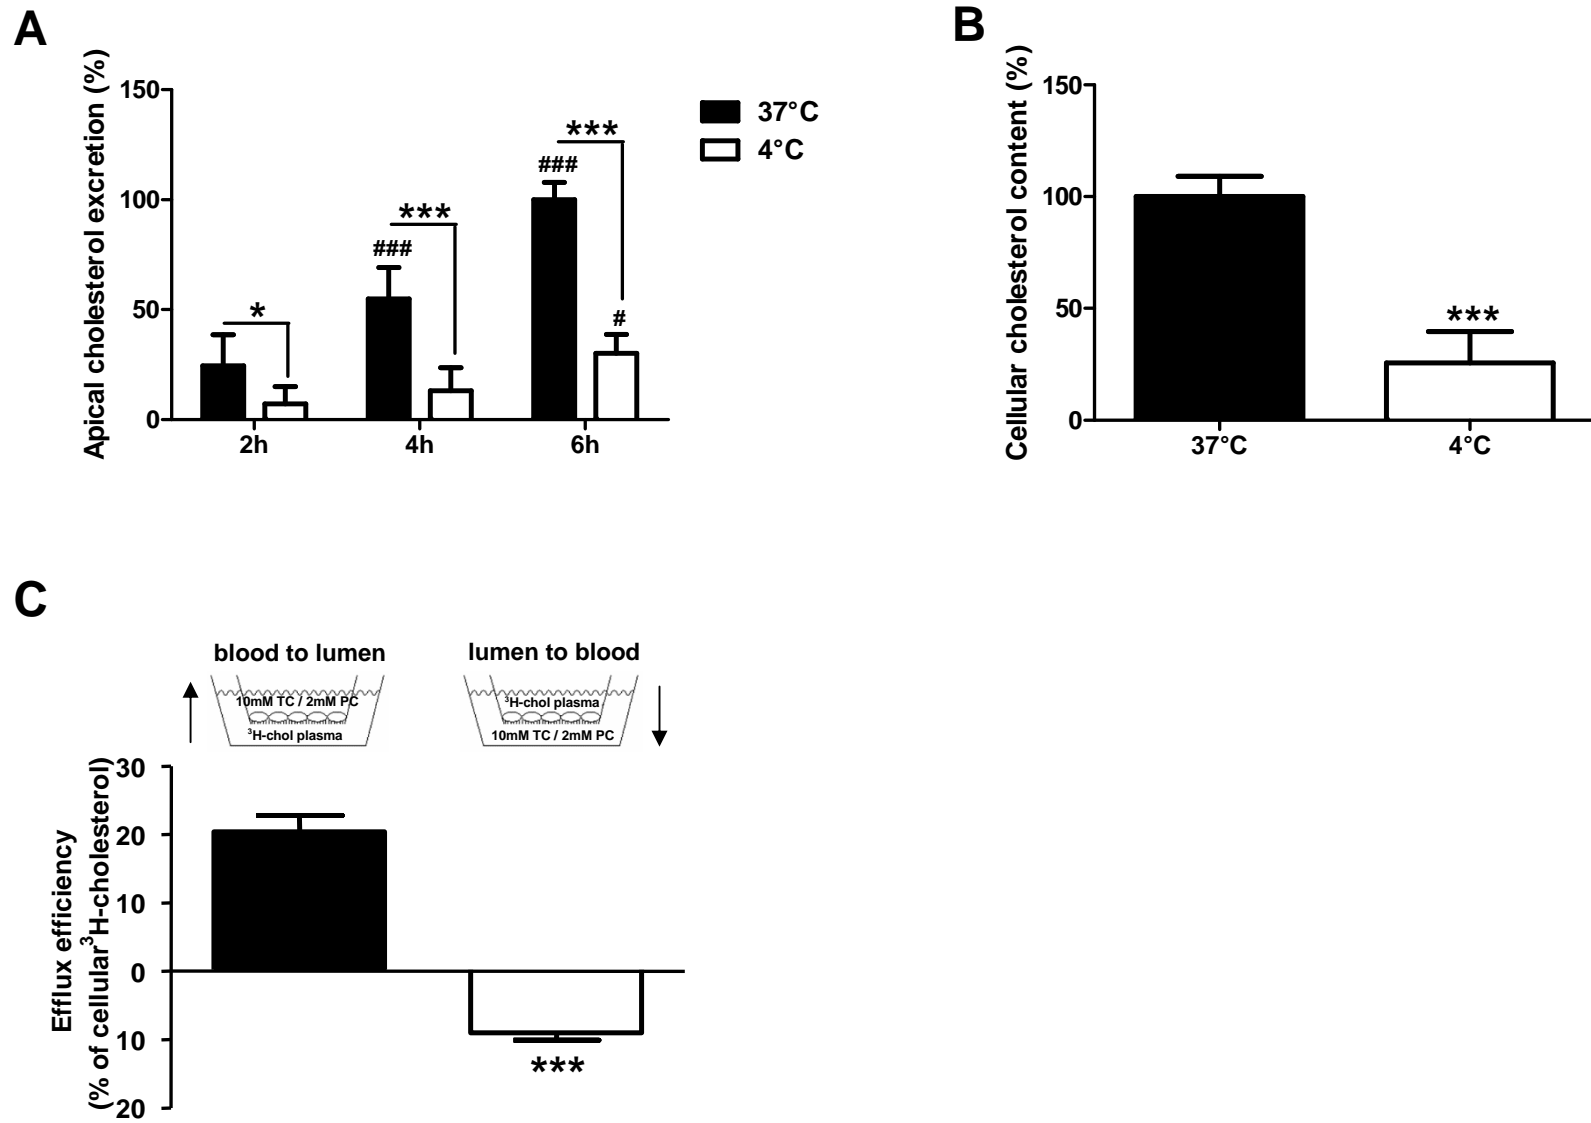 A
Apical cholesterol excretion (%)
150
100
50
0
*
***
###
***
###
#
2h
4h
6h
37°C
4°C
B
Cellular cholesterol content (%)
150
100
50
0
***
37°C
4°C
C
blood to lumen
10mM TC / 2mM PC
³H-chol plasma
lumen to blood
³H-chol plasma
10mM TC / 2mM PC
Efflux efficiency
(% of cellular³H-cholesterol)
30
20
10
0
10
20
***